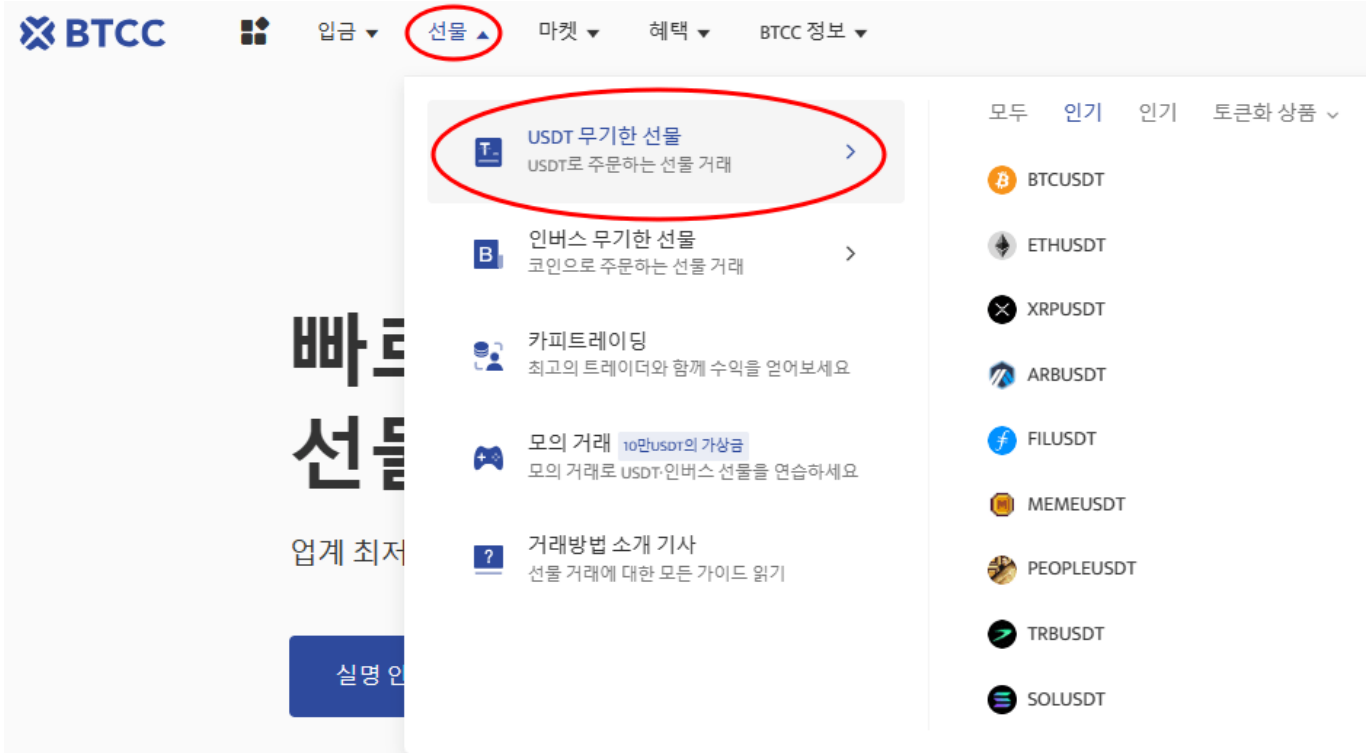 BTCC
입금
선물
마켓
혜택
BTCC 정보
USDT 무기한 선물
USDT로 주문하는 선물 거래
인버스 무기한 선물
코인으로 주문하는 선물 거래
카피트레이딩
최고의 트레이더와 함께 수익을 얻어보세요
모의 거래 10만USDT의 가상금
모의 거래로 USDT·인버스 선물을 연습하세요
거래방법 소개 기사
선물 거래에 대한 모든 가이드 읽기
모두 인기 인기 토큰화 상품
BTCUSDT
ETHUSDT
XRPUSDT
ARBUSDT
FILUSDT
MEMEUSDT
PEOPLEUSDT
TRBUSDT
SOLUSDT
업계 최저
실명